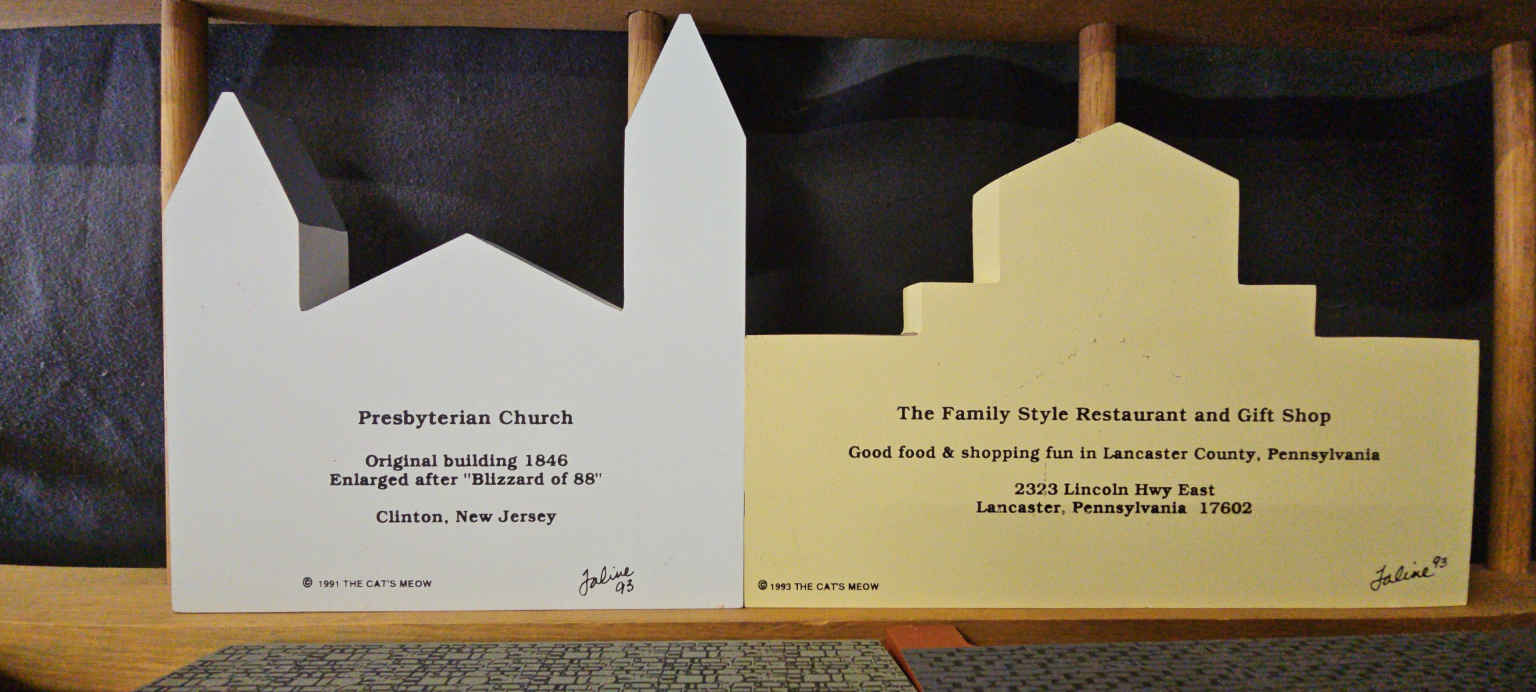 Presbyterian Church
Original building 1846
Enlarged after "Blizzard of 88"
Clinton, New Jersey
© 1991 THE CAT'S MEOW
Faline
93
The Family Style Restaurant and Gift Shop
Good food & shopping fun in Lancaster County, Pennsylvania
2323 Lincoln Hwy East
Lancaster, Pennsylvania 17602
© 1993 THE CAT'S MEOW
Faline 93